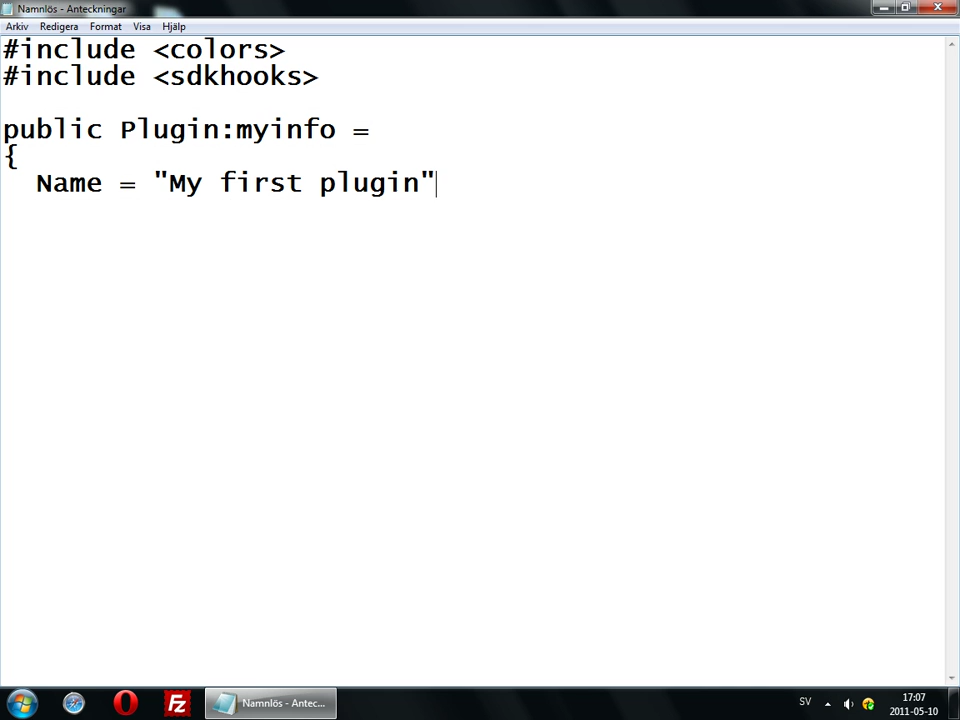 Namnlös - Anteckningar
Arkiv Redigera Format Visa Hjälp
#include <colors>
#include <sdkhooks>
public Plugin:myinfo =
{
Name = "My first plugin"
Fz Namnlös - Antec... SV 17:07
2011-05-10